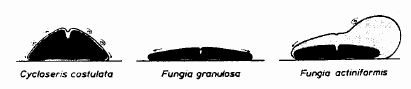 Cycloseris costulata
Fungia granulosa
Fungia actiniformis